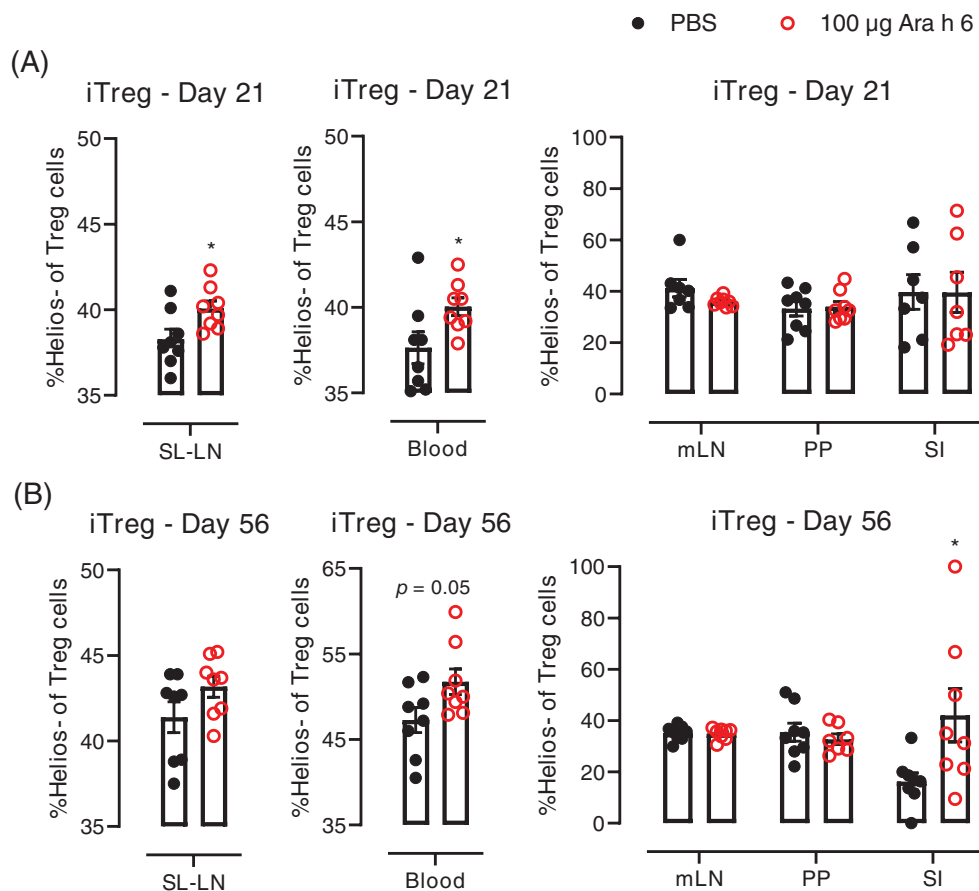 PBS
100 µg Ara h 6
(A)
iTreg - Day 21
%Helios- of Treg cells
50
45
40
35
*
SL-LN
iTreg - Day 21
%Helios- of Treg cells
50
45
40
35
*
Blood
iTreg - Day 21
%Helios- of Treg cells
100
80
60
40
20
0
mLN
PP
SI
(B)
iTreg - Day 56
%Helios- of Treg cells
50
45
40
35
SL-LN
iTreg - Day 56
%Helios- of Treg cells
65
55
45
35
p = 0.05
Blood
iTreg - Day 56
%Helios- of Treg cells
100
80
60
40
20
0
*
mLN
PP
SI